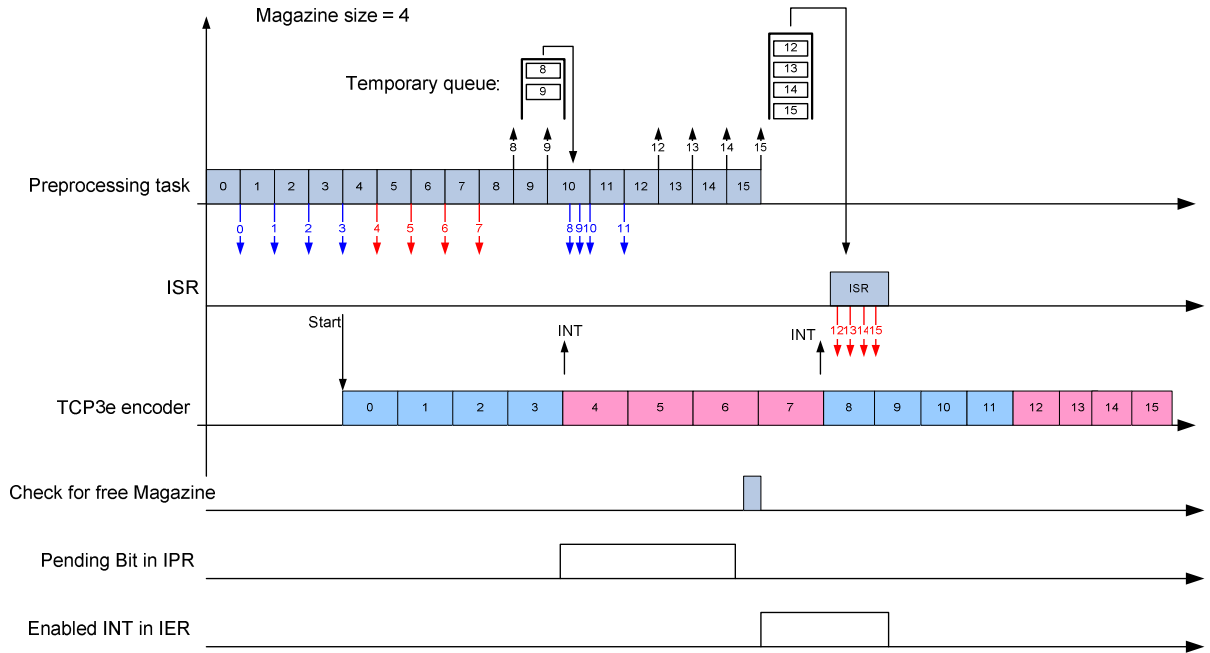 Magazine size = 4
12
13
14
15
Temporary queue:
8
9
8 9 12 13 14 15
Preprocessing task 0 1 2 3 4 5 6 7 8 9 10 11 12 13 14 15
0 1 2 3 4 5 6 7 8 9 10 11
ISR ISR
Start INT INT 12 13 14 15
TCP3e encoder 0 1 2 3 4 5 6 7 8 9 10 11 12 13 14 15
Check for free Magazine
Pending Bit in IPR
Enabled INT in IER